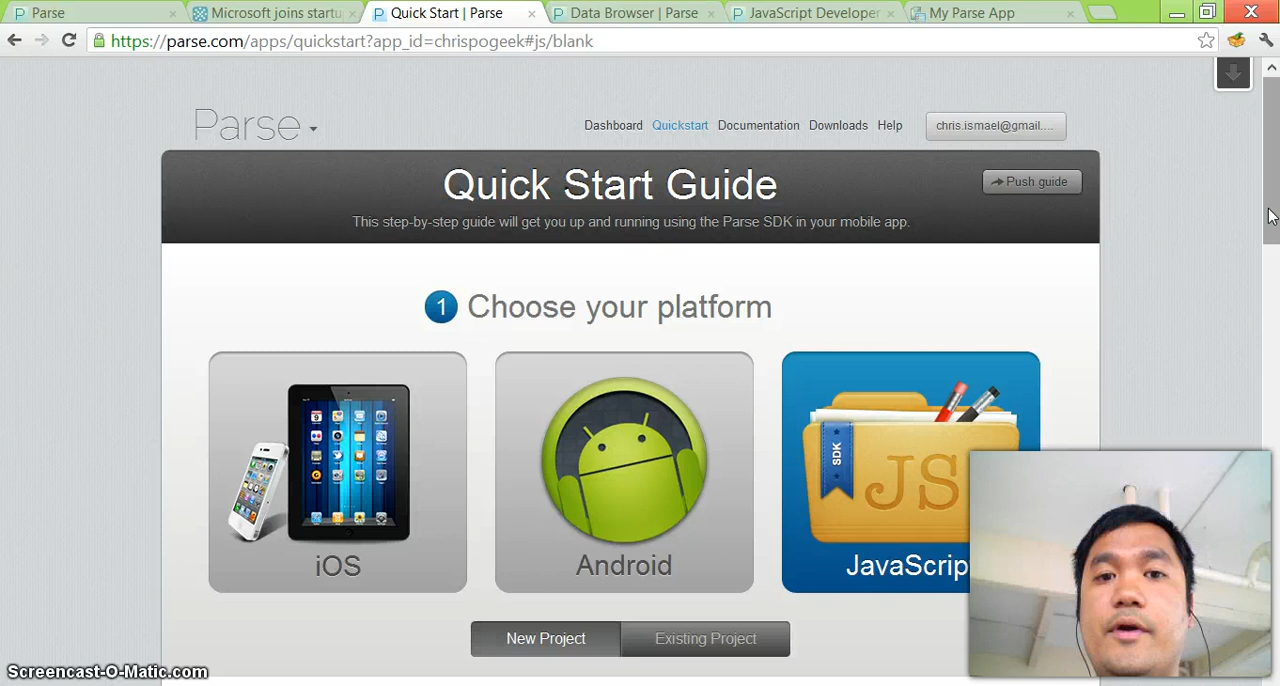 Parse
Microsoft joins startu
Quick Start | Parse
Data Browser | Parse
JavaScript Developer
My Parse App
https://parse.com/apps/quickstart?app_id=chrispogeek#js/blank
Parse
Dashboard
Quickstart
Documentation
Downloads
Help
chris.ismael@gmail....
Quick Start Guide
Push guide
This step-by-step guide will get you up and running using the Parse SDK in your mobile app.
1 Choose your platform
SDK
JS
iOS
Android
JavaScrip
New Project
Existing Project
Screencast-O-Matic.com